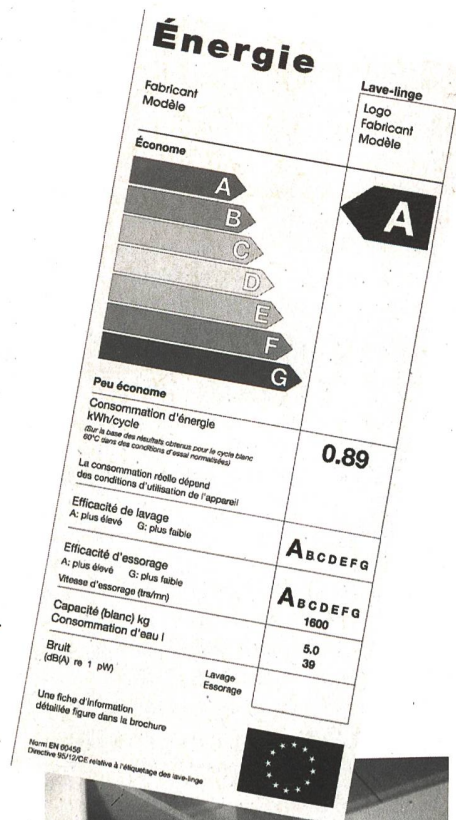 Énergie
Lave-linge
Fabricant
Modèle
Logo
Fabricant
Modèle
Économe
A
B
C
D
E
F
G
A
Peu économe
Consommation d'énergie
kWh/cycle
(Sur la base des résultats obtenus pour le cycle blanc
60°C dans des conditions d'essai normalisées)
0.89
La consommation réelle dépend
des conditions d'utilisation de l'appareil
Efficacité de lavage
A: plus élevé G: plus faible
ABCDEFG
Efficacité d'essorage
A: plus élevé G: plus faible
Vitesse d'essorage (trs/mn)
ABCDEFG
1600
Capacité (blanc) kg
Consommation d'eau l
5.0
39
Bruit
(dB(A) re 1 pW)
Lavage
Essorage
Une fiche d'information
détaillée figure dans la brochure
Norm EN 60456
Directive 95/12/CE relative à l'étiquetage des lave-linge